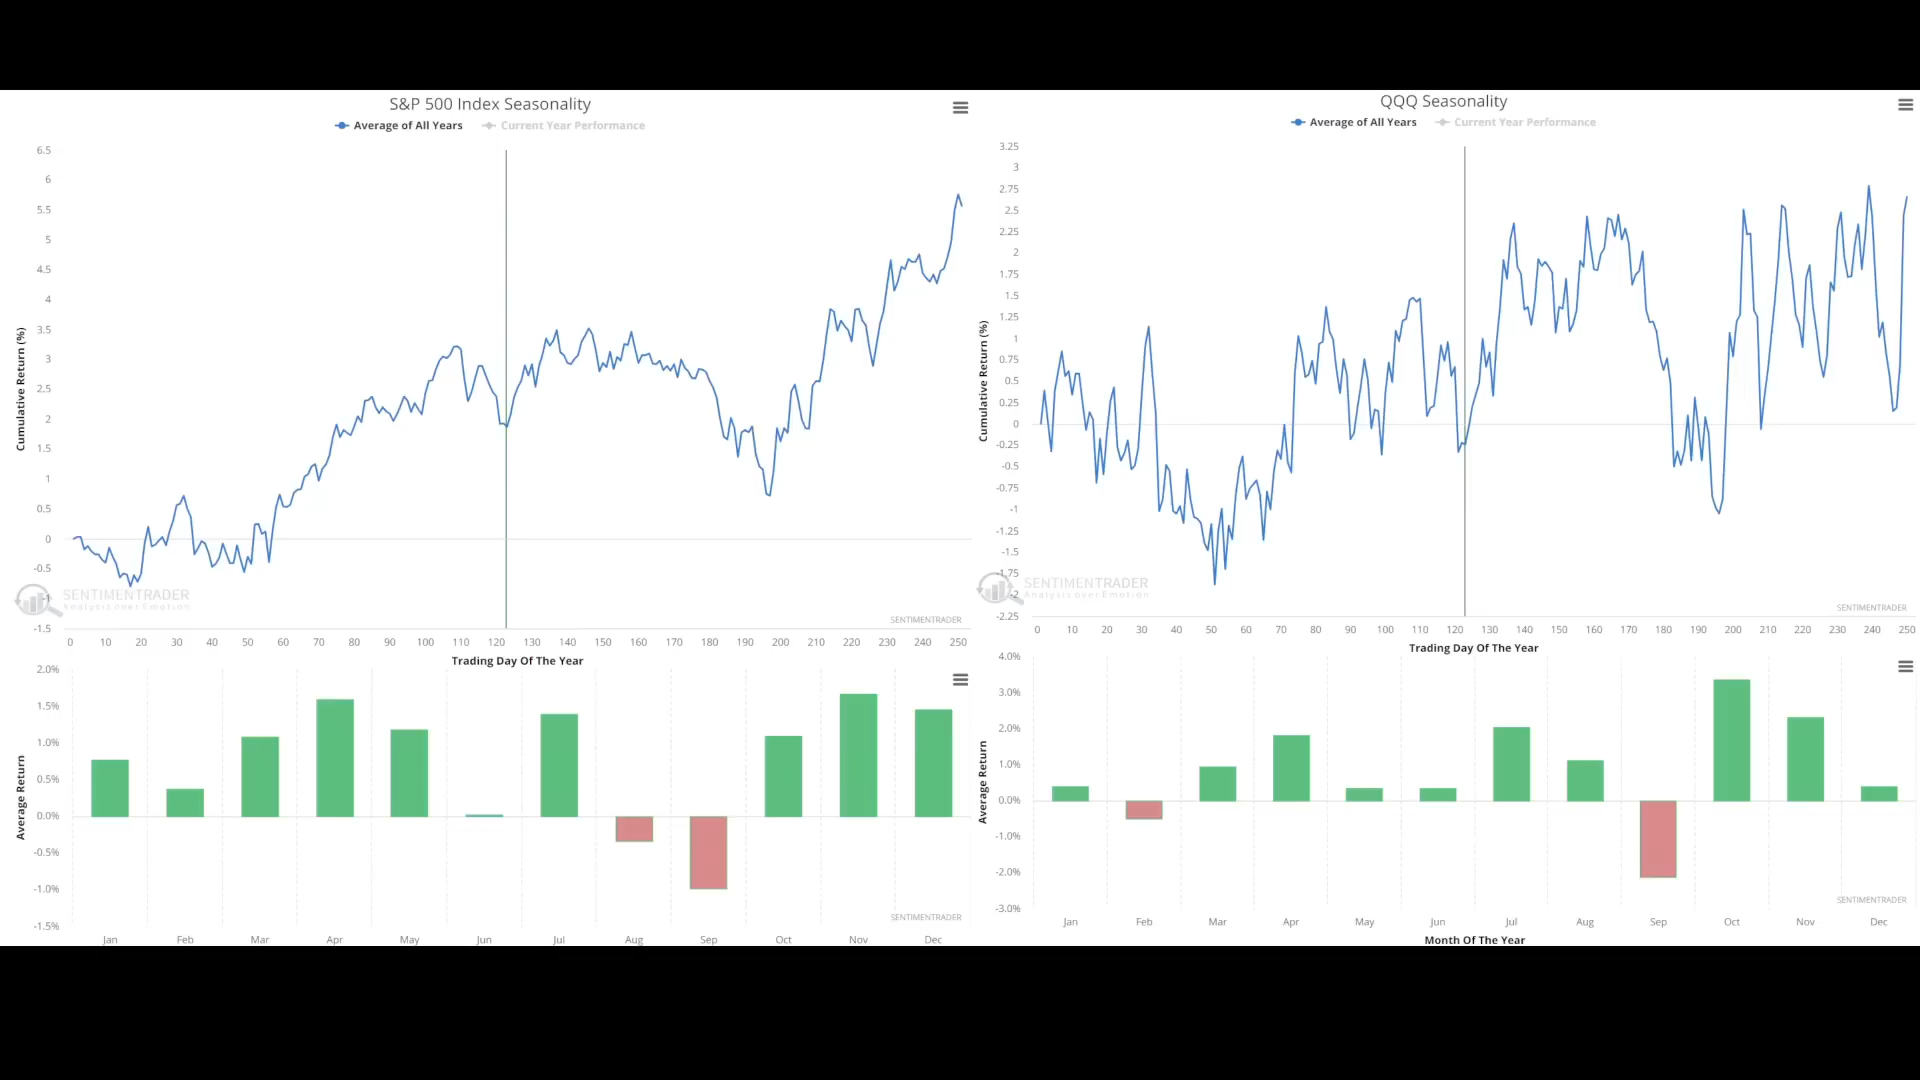 S&P 500 Index Seasonality
Average of All Years Current Year Performance
6.5
6
5.5
5
4.5
4
3.5
3
2.5
2
1.5
1
0.5
0
-0.5
-1
-1.5
Cumulative Return (%)
SENTIMENTRADER
Analysis over Emotion
SENTIMENTRADER
0 10 20 30 40 50 60 70 80 90 100 110 120 130 140 150 160 170 180 190 200 210 220 230 240 250
Trading Day Of The Year
2.0%
1.5%
1.0%
0.5%
0.0%
-0.5%
-1.0%
-1.5%
Average Return
SENTIMENTRADER
Jan Feb Mar Apr May Jun Jul Aug Sep Oct Nov Dec
QQQ Seasonality
Average of All Years Current Year Performance
3.25
3
2.75
2.5
2.25
2
1.75
1.5
1.25
1
0.75
0.5
0.25
0
-0.25
-0.5
-0.75
-1
-1.25
-1.5
-1.75
-2
-2.25
Cumulative Return (%)
SENTIMENTRADER
Analysis over Emotion
SENTIMENTRADER
0 10 20 30 40 50 60 70 80 90 100 110 120 130 140 150 160 170 180 190 200 210 220 230 240 250
Trading Day Of The Year
4.0%
3.0%
2.0%
1.0%
0.0%
-1.0%
-2.0%
-3.0%
Average Return
SENTIMENTRADER
Jan Feb Mar Apr May Jun Jul Aug Sep Oct Nov Dec
Month Of The Year